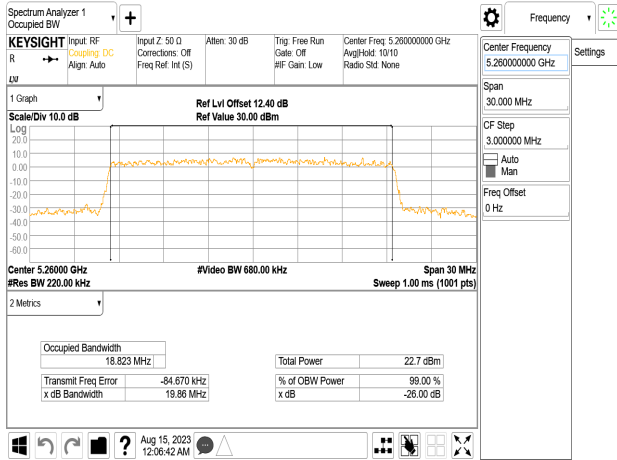 Spectrum Analyzer 1
Occupied BW
▼
+
Frequency
▼
KEYSIGHT
R
Input: RF
Coupling: DC
Align: Auto
Input Z: 50 Ω
Corrections: Off
Freq Ref: Int (S)
Atten: 30 dB
Trig: Free Run
Gate: Off
#IF Gain: Low
Center Freq: 5.260000000 GHz
Avg|Hold: 10/10
Radio Std: None
Center Frequency
5.260000000 GHz
Settings
Span
30.000 MHz
CF Step
3.000000 MHz
Auto
Man
Freq Offset
0 Hz
1 Graph
▼
Scale/Div 10.0 dB
Ref Lvl Offset 12.40 dB
Ref Value 30.00 dBm
Log
20.0
10.0
0.00
-10.0
-20.0
-30.0
-40.0
-50.0
-60.0
Center 5.26000 GHz
#Video BW 680.00 kHz
Span 30 MHz
#Res BW 220.00 kHz
Sweep 1.00 ms (1001 pts)
2 Metrics
▼
Occupied Bandwidth
18.823 MHz
Total Power 22.7 dBm
Transmit Freq Error -84.670 kHz
% of OBW Power 99.00 %
x dB Bandwidth 19.86 MHz
x dB -26.00 dB
?
Aug 15, 2023
12:06:42 AM